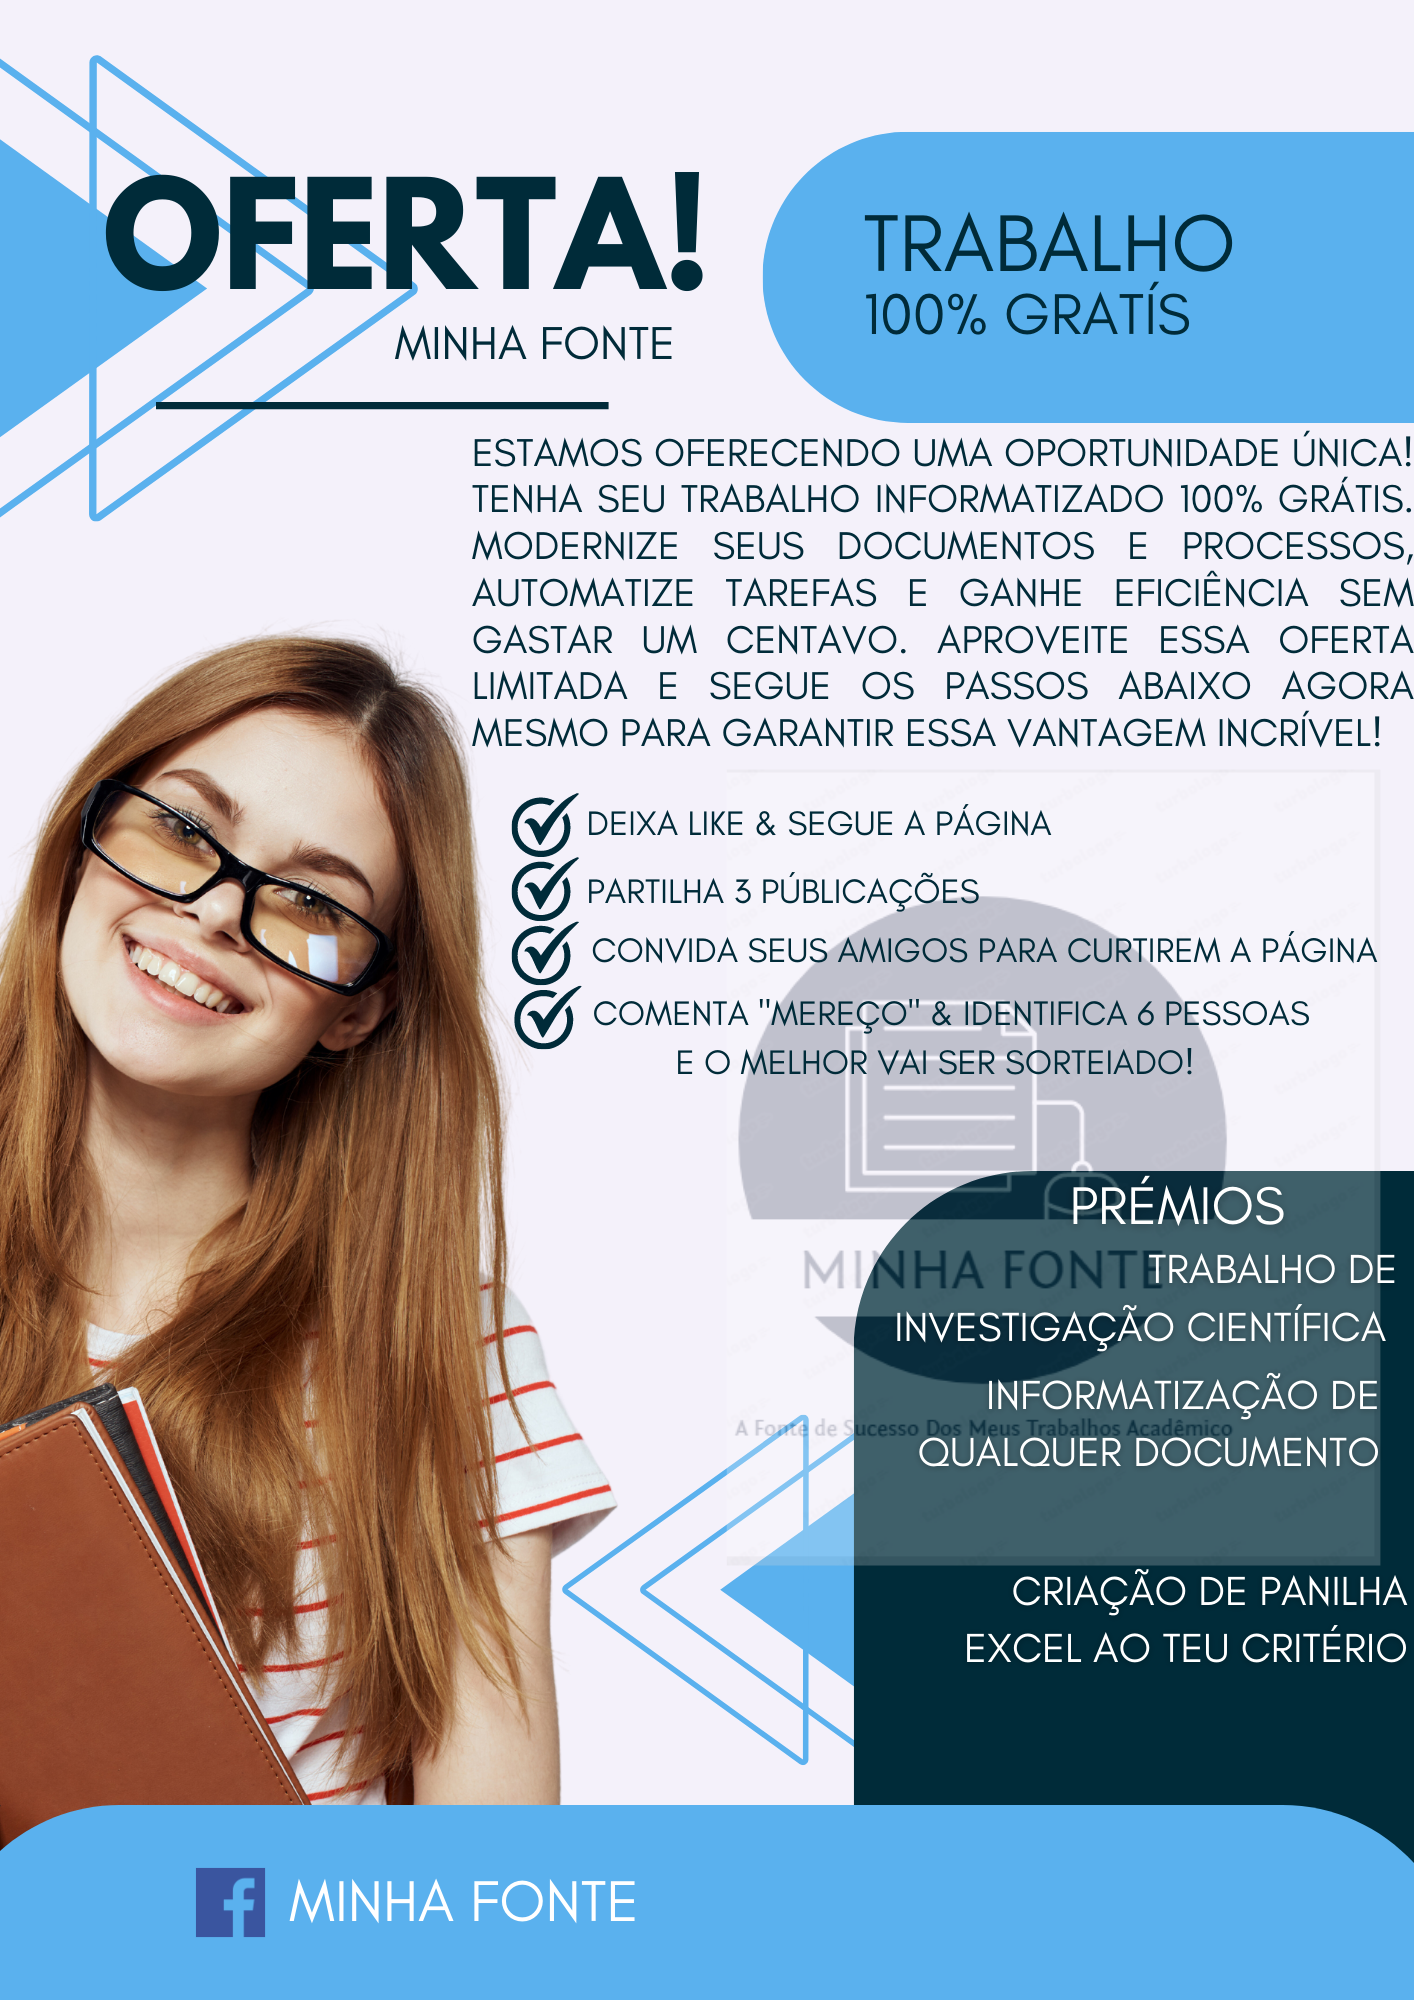 OFERTA!
MINHA FONTE
TRABALHO
100% GRATÍS
ESTAMOS OFERECENDO UMA OPORTUNIDADE ÚNICA!
TENHA SEU TRABALHO INFORMATIZADO 100% GRÁTIS.
MODERNIZE SEUS DOCUMENTOS E PROCESSOS,
AUTOMATIZE TAREFAS E GANHE EFICIÊNCIA SEM
GASTAR UM CENTAVO. APROVEITE ESSA OFERTA
LIMITADA E SEGUE OS PASSOS ABAIXO AGORA
MESMO PARA GARANTIR ESSA VANTAGEM INCRÍVEL!
DEIXA LIKE & SEGUE A PÁGINA
PARTILHA 3 PÚBLICAÇÕES
CONVIDA SEUS AMIGOS PARA CURTIREM A PÁGINA
COMENTA "MEREÇO" & IDENTIFICA 6 PESSOAS
E O MELHOR VAI SER SORTEIADO!
PRÉMIOS
MINHA FONTE
TRABALHO DE
INVESTIGAÇÃO CIENTÍFICA
INFORMATIZAÇÃO DE
A Fonte de Sucesso Dos Meus Trabalhos Acadêmico
QUALQUER DOCUMENTO
CRIAÇÃO DE PANILHA
EXCEL AO TEU CRITÉRIO
MINHA FONTE